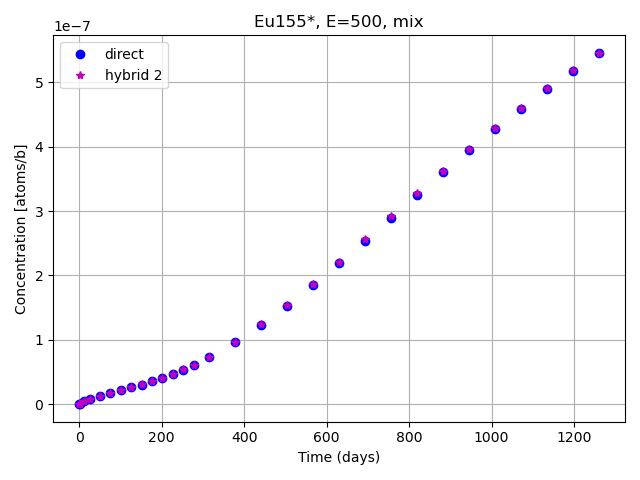 Eu155*, E=500, mix
1e−7
direct
hybrid 2
5
4
3
2
1
0
Concentration [atoms/b]
0 200 400 600 800 1000 1200
Time (days)